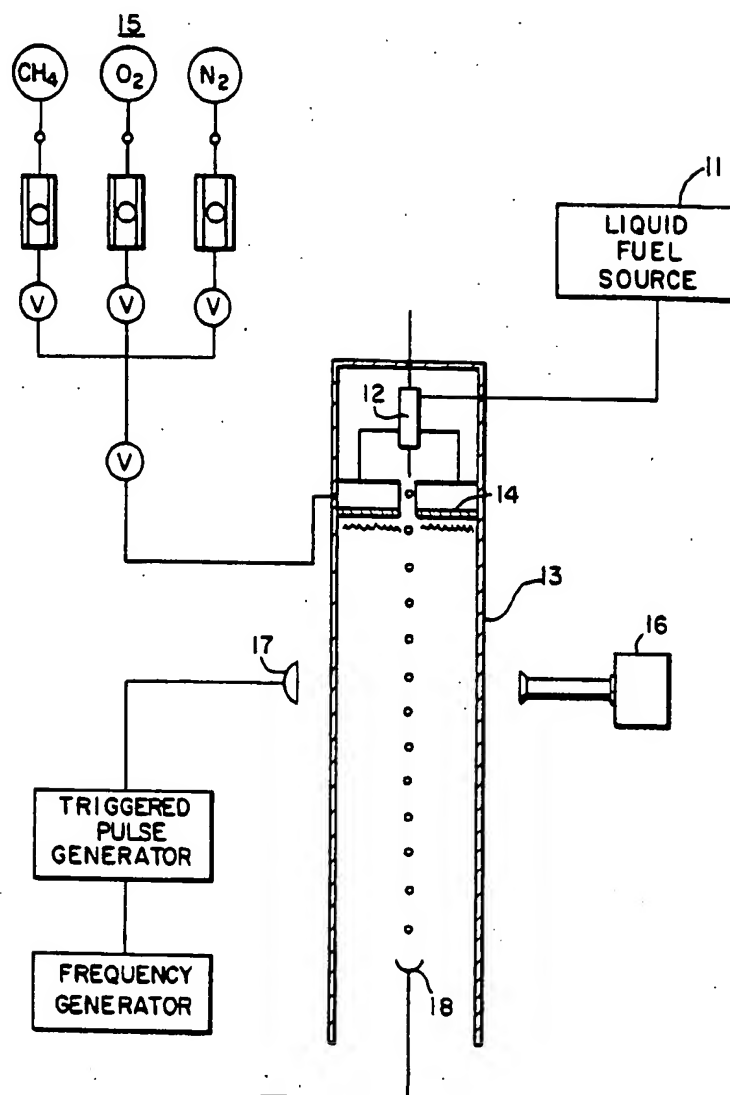 15
CH4 O2 N2
11
LIQUID
FUEL
SOURCE
V V V
12
V
14
13
17
16
TRIGGERED
PULSE
GENERATOR
FREQUENCY
GENERATOR
18